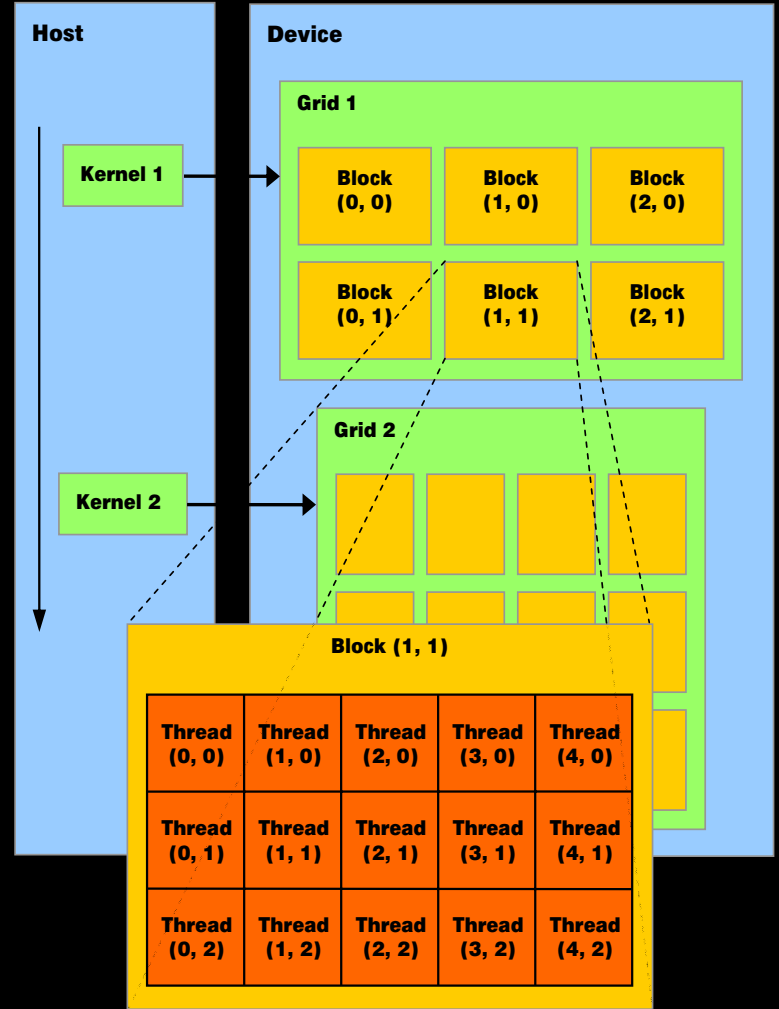 Host
Device
Grid 1
Kernel 1
Block
(0, 0)
Block
(1, 0)
Block
(2, 0)
Block
(0, 1)
Block
(1, 1)
Block
(2, 1)
Grid 2
Kernel 2
Block (1, 1)
Thread
(0, 0)
Thread
(1, 0)
Thread
(2, 0)
Thread
(3, 0)
Thread
(4, 0)
Thread
(0, 1)
Thread
(1, 1)
Thread
(2, 1)
Thread
(3, 1)
Thread
(4, 1)
Thread
(0, 2)
Thread
(1, 2)
Thread
(2, 2)
Thread
(3, 2)
Thread
(4, 2)